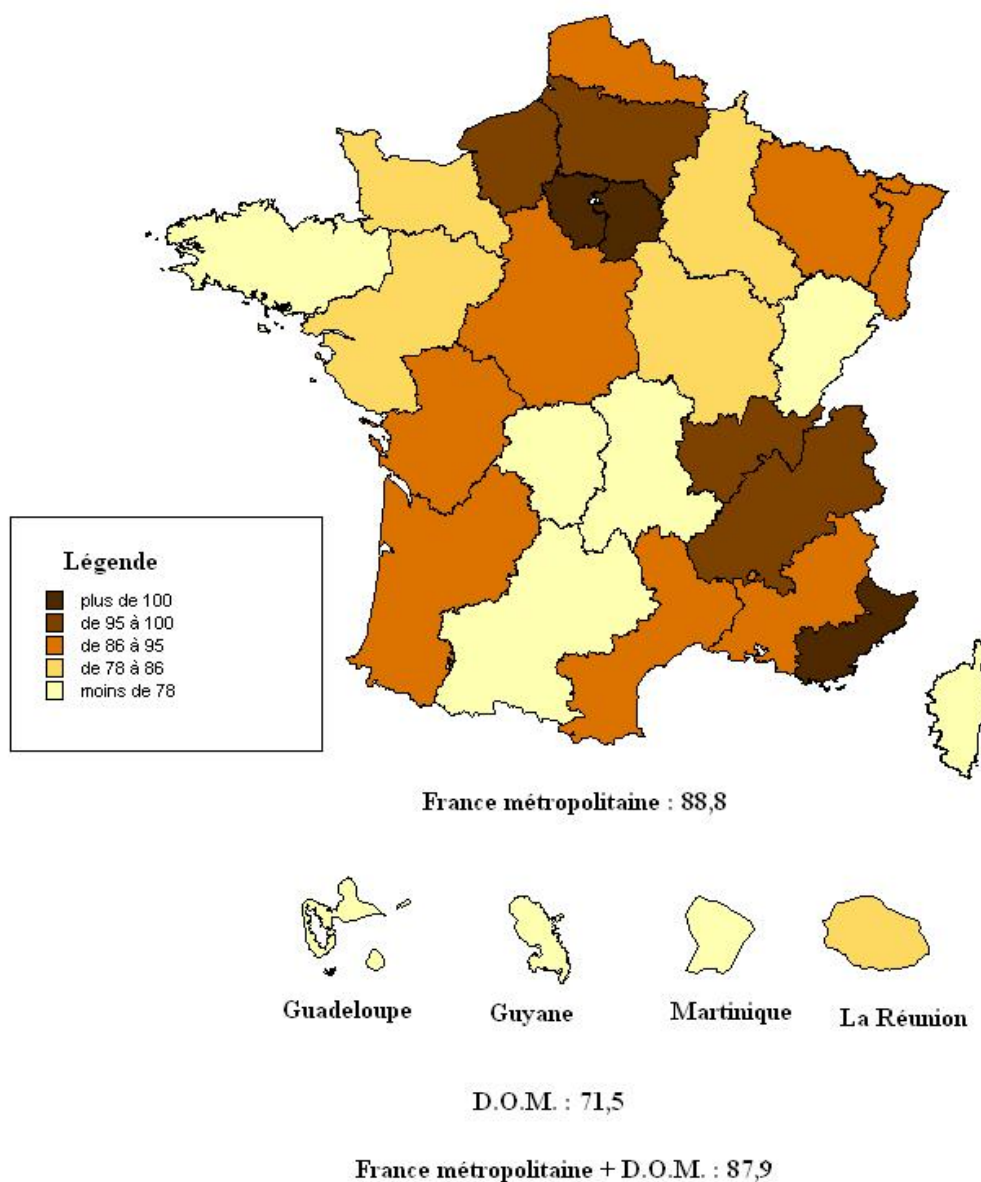 Légende
plus de 100
de 95 à 100
de 86 à 95
de 78 à 86
moins de 78
France métropolitaine : 88,8
Guadeloupe
Guyane
Martinique
La Réunion
D.O.M. : 71,5
France métropolitaine + D.O.M. : 87,9